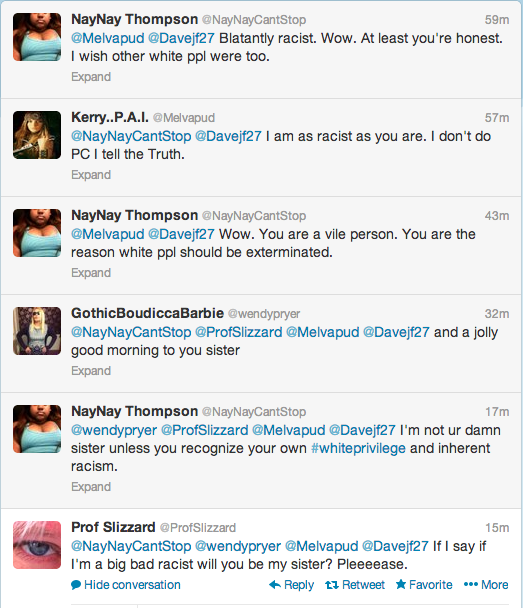 NayNay Thompson @NayNayCantStop 59m
@Melvapud @Davejf27 Blatantly racist. Wow. At least you're honest.
I wish other white ppl were too.
Expand
Kerry..P.A.I. @Melvapud 57m
@NayNayCantStop @Davejf27 I am as racist as you are. I don't do
PC I tell the Truth.
Expand
NayNay Thompson @NayNayCantStop 43m
@Melvapud @Davejf27 Wow. You are a vile person. You are the
reason white ppl should be exterminated.
Expand
GothicBoudiccaBarbie @wendypryer 32m
@NayNayCantStop @ProfSlizzard @Melvapud @Davejf27 and a jolly
good morning to you sister
Expand
NayNay Thompson @NayNayCantStop 17m
@wendypryer @ProfSlizzard @Melvapud @Davejf27 I'm not ur damn
sister unless you recognize your own #whiteprivilege and inherent
racism.
Expand
Prof Slizzard @ProfSlizzard 15m
@NayNayCantStop @wendypryer @Melvapud @Davejf27 If I say if
I'm a big bad racist will you be my sister? Pleeeease.
Hide conversation Reply Retweet Favorite More